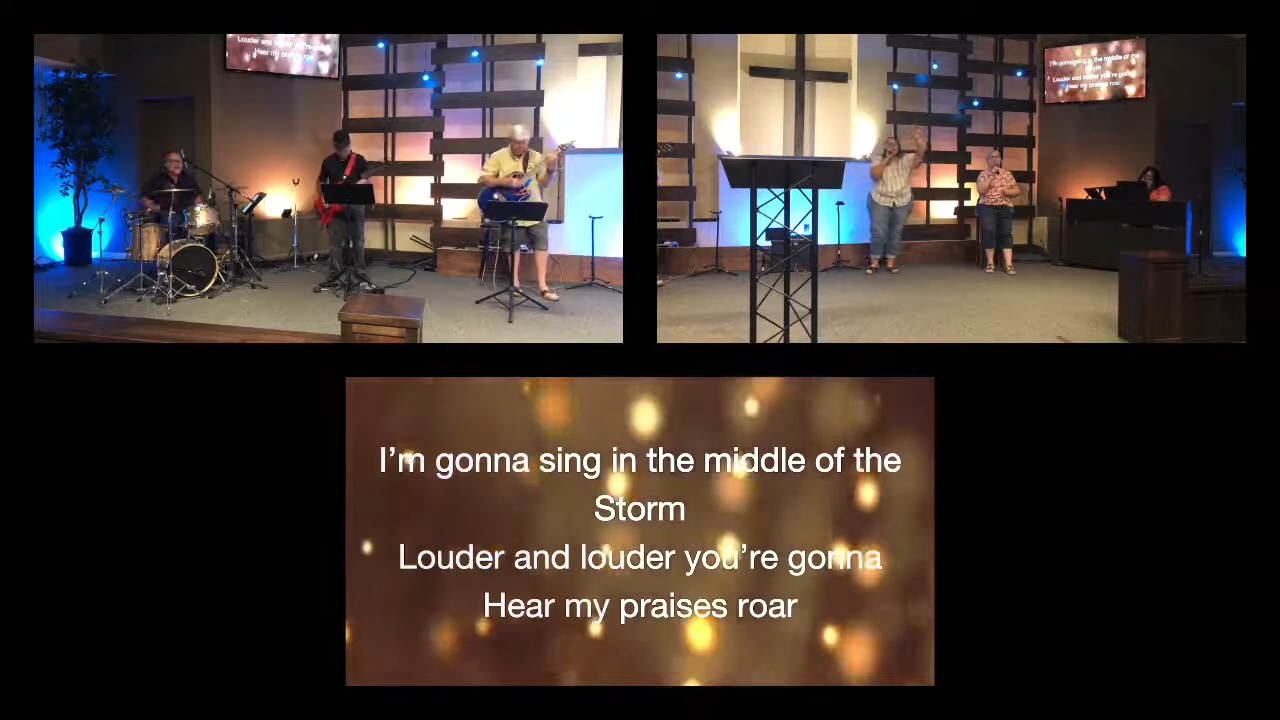 I'm gonna sing in the middle of the
Storm
Louder and louder you're gonna
Hear my praises roar